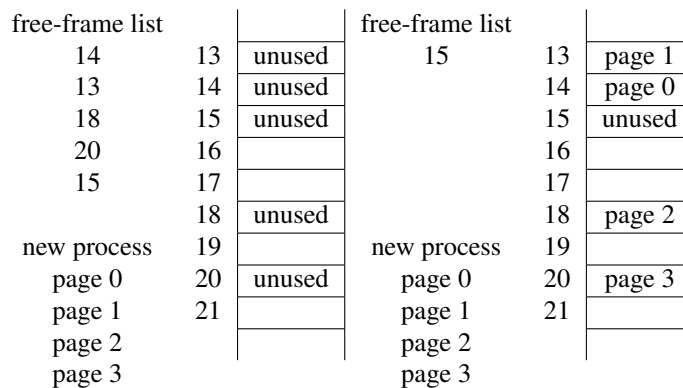 free-frame list free-frame list
14 13 unused 15 13 page 1
13 14 unused 14 page 0
18 15 unused 15 unused
20 16 16
15 17 17
18 unused 18 page 2
new process 19 new process 19
page 0 20 unused page 0 20 page 3
page 1 21 page 1 21
page 2 page 2
page 3 page 3